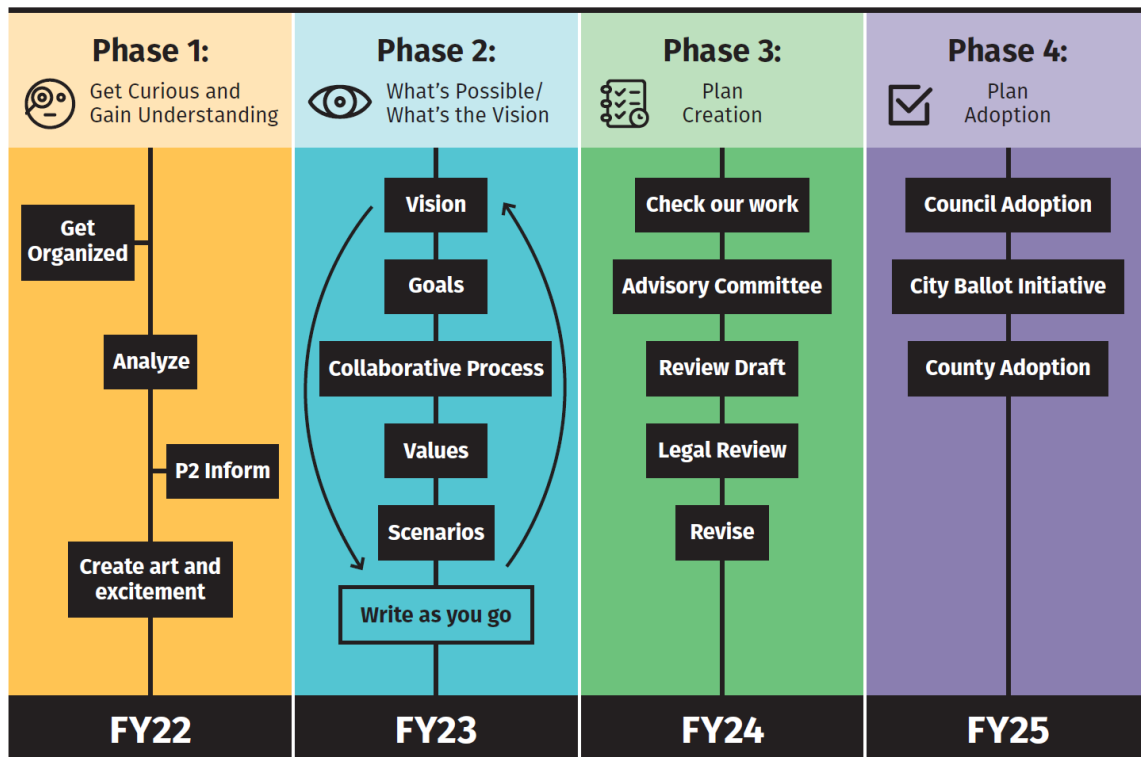 Phase 1:
Get Curious and
Gain Understanding
Get
Organized
Analyze
P2 Inform
Create art and
excitement
FY22
Phase 2:
What's Possible/
What's the Vision
Vision
Goals
Collaborative Process
Values
Scenarios
Write as you go
FY23
Phase 3:
Plan
Creation
Check our work
Advisory Committee
Review Draft
Legal Review
Revise
FY24
Phase 4:
Plan
Adoption
Council Adoption
City Ballot Initiative
County Adoption
FY25